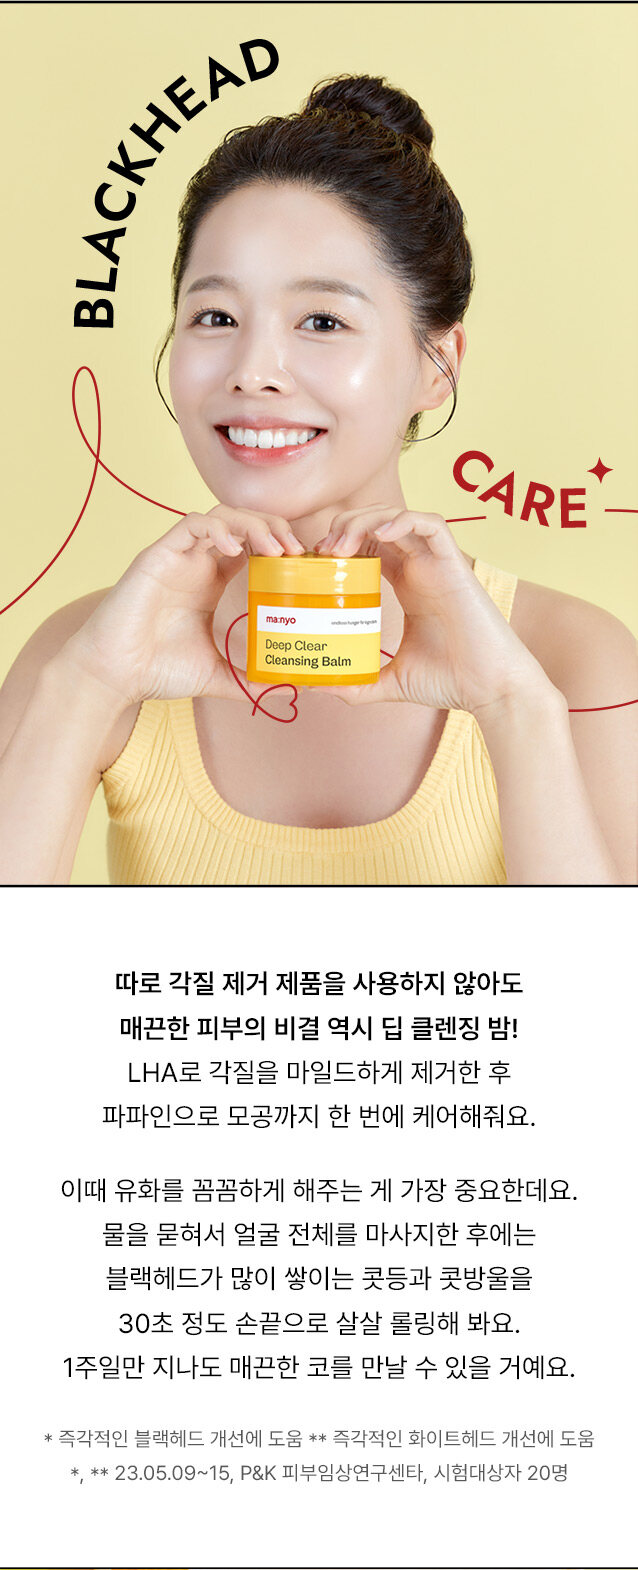 BLACKHEAD
CARE
ma:nyo
Deep Clear
Cleansing Balm
따로 각질 제거 제품을 사용하지 않아도
매끈한 피부의 비결 역시 딥 클렌징 밤!
LHA로 각질을 마일드하게 제거한 후
파파인으로 모공까지 한 번에 케어해줘요.
이때 유화를 꼼꼼하게 해주는 게 가장 중요한데요.
물을 묻혀서 얼굴 전체를 마사지한 후에는
블랙헤드가 많이 쌓이는 콧등과 콧방울을
30초 정도 손끝으로 살살 롤링해 봐요.
1주일만 지나도 매끈한 코를 만날 수 있을 거예요.
* 즉각적인 블랙헤드 개선에 도움 ** 즉각적인 화이트헤드 개선에 도움
*, ** 23.05.09~15, P&K 피부임상연구센타, 시험대상자 20명